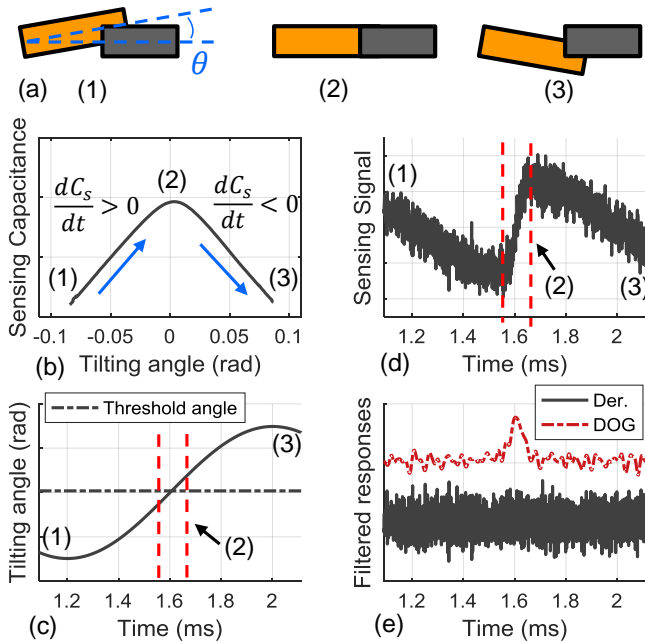 θ
(a) (1) (2) (3)
Sensing Capacitance
dC_s/dt > 0
(2)
dC_s/dt < 0
(1)
(3)
-0.1 -0.05 0 0.05 0.1
(b) Tilting angle (rad)
Sensing Signal
(1)
(2)
(3)
1.2 1.4 1.6 1.8 2
(d) Time (ms)
Tilting angle (rad)
Threshold angle
(3)
(1)
(2)
1.2 1.4 1.6 1.8 2
(c) Time (ms)
Filtered responses
Der.
DOG
1.2 1.4 1.6 1.8 2
(e) Time (ms)